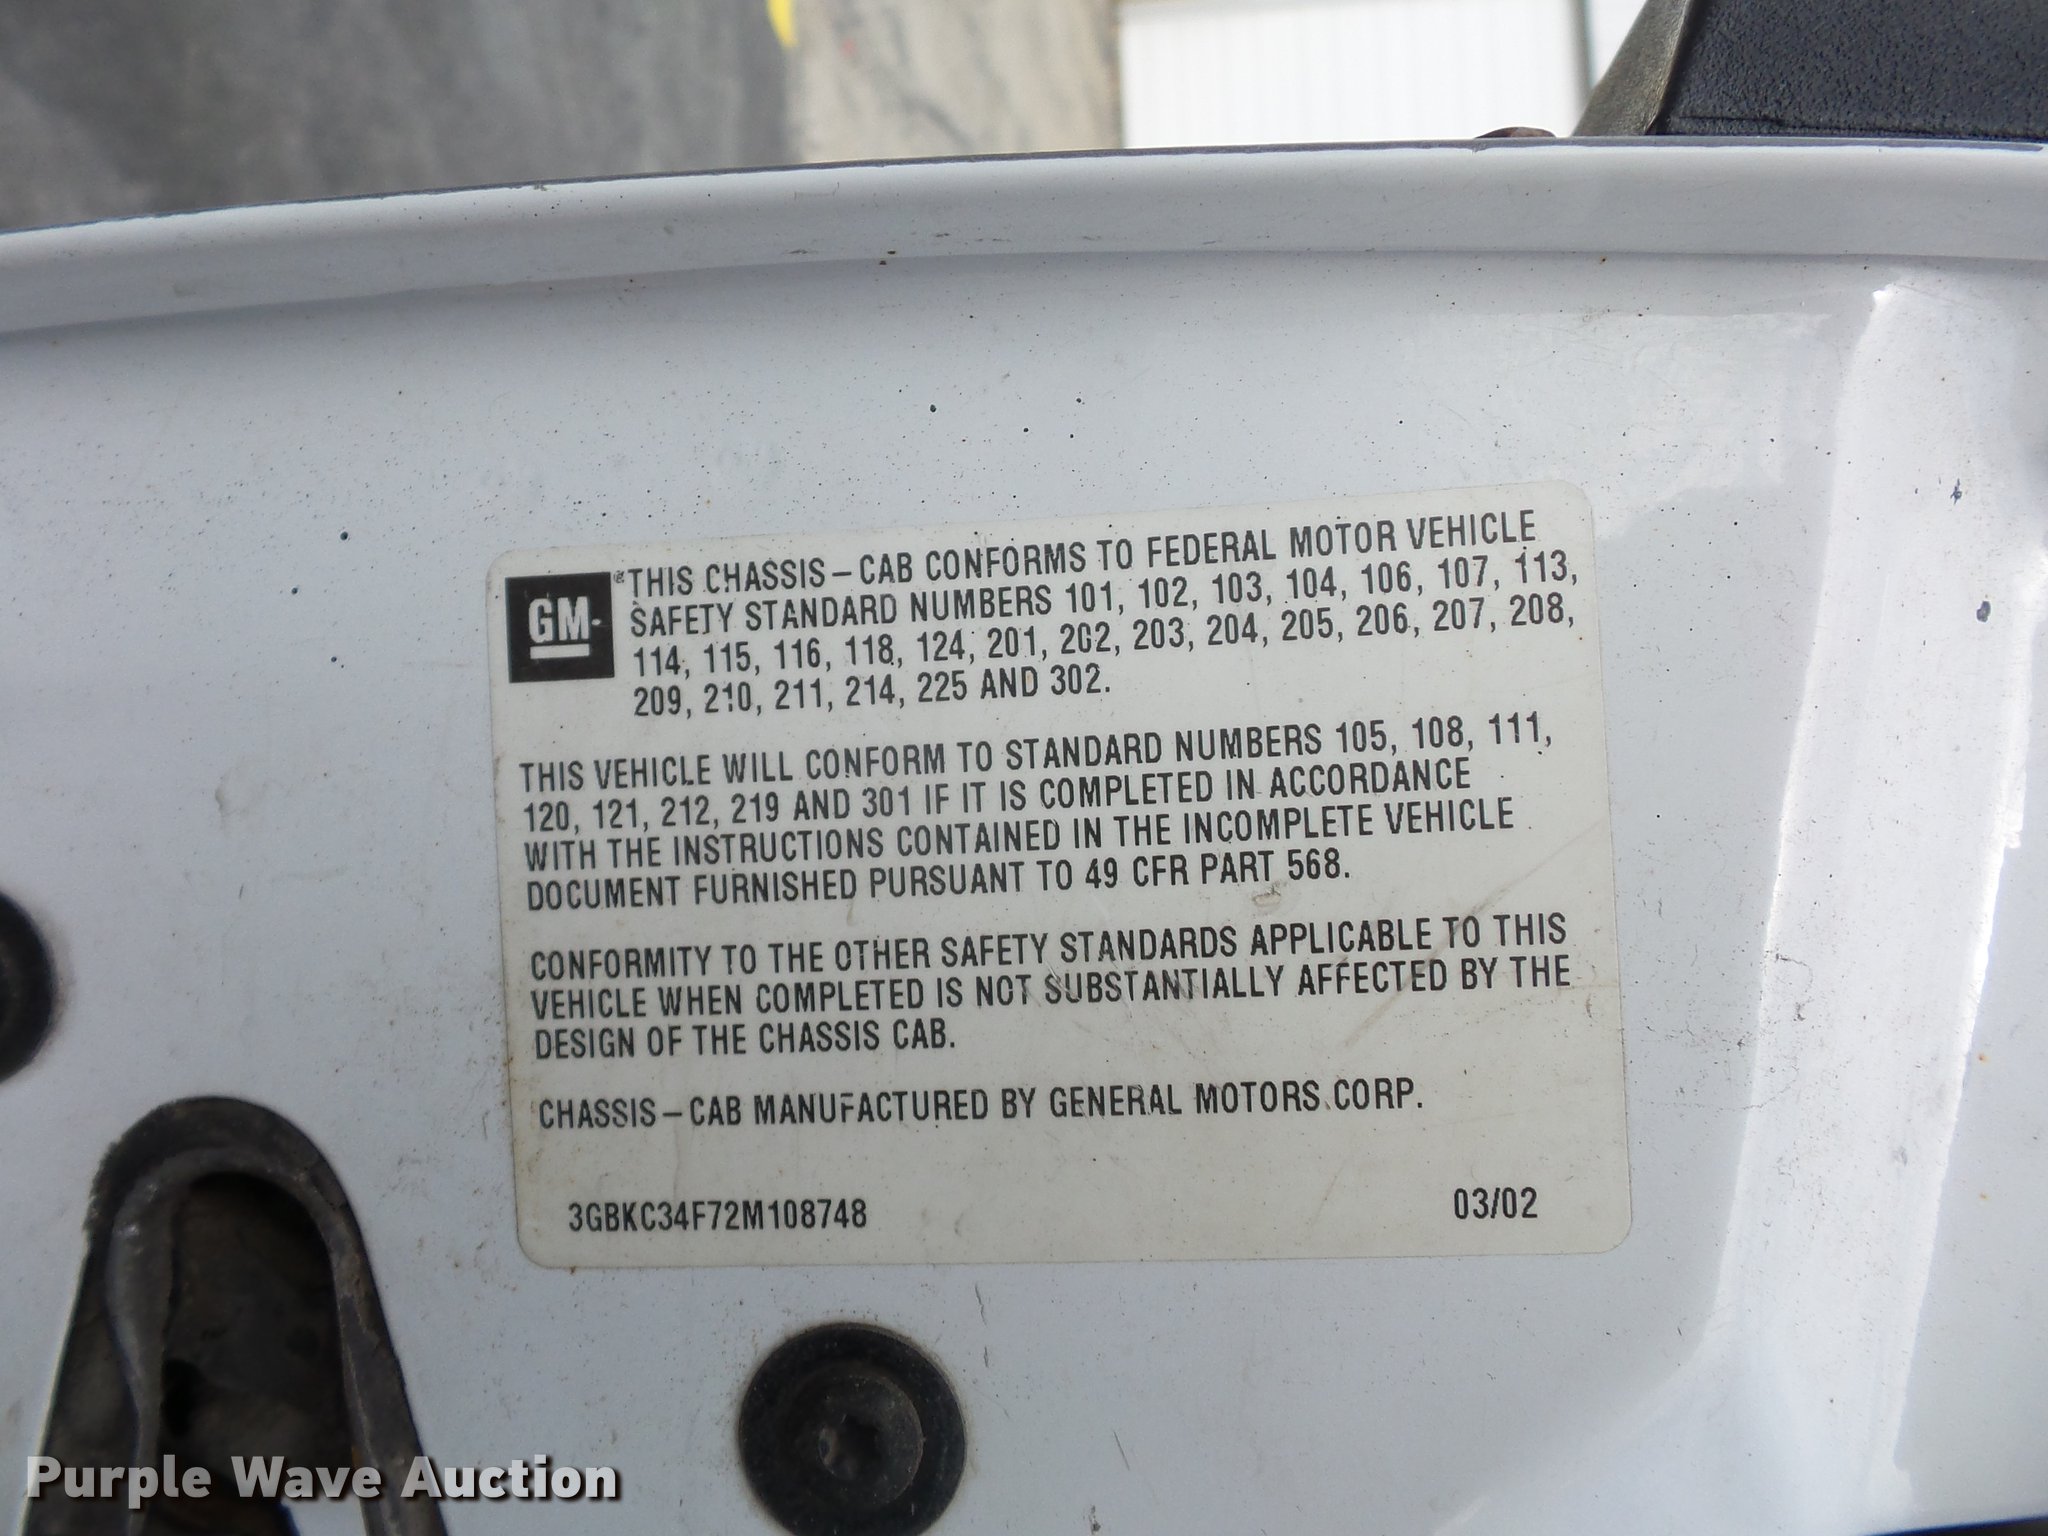 GM
®THIS CHASSIS–CAB CONFORMS TO FEDERAL MOTOR VEHICLE
SAFETY STANDARD NUMBERS 101, 102, 103, 104, 106, 107, 113,
114, 115, 116, 118, 124, 201, 202, 203, 204, 205, 206, 207, 208,
209, 210, 211, 214, 225 AND 302.
THIS VEHICLE WILL CONFORM TO STANDARD NUMBERS 105, 108, 111,
120, 121, 212, 219 AND 301 IF IT IS COMPLETED IN ACCORDANCE
WITH THE INSTRUCTIONS CONTAINED IN THE INCOMPLETE VEHICLE
DOCUMENT FURNISHED PURSUANT TO 49 CFR PART 568.
CONFORMITY TO THE OTHER SAFETY STANDARDS APPLICABLE TO THIS
VEHICLE WHEN COMPLETED IS NOT SUBSTANTIALLY AFFECTED BY THE
DESIGN OF THE CHASSIS CAB.
CHASSIS–CAB MANUFACTURED BY GENERAL MOTORS CORP.
3GBKC34F72M108748 03/02
Purple Wave Auction